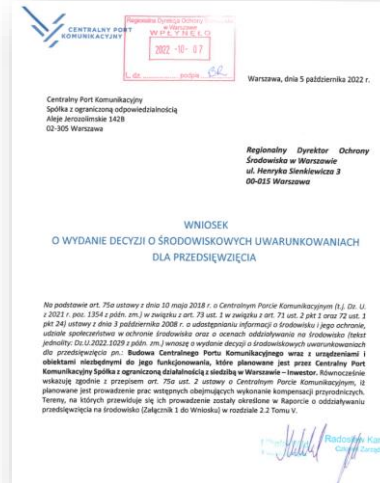 CENTRALNY PORT
KOMUNIKACYJNY
Regionalna Dyrekcja Ochrony
w Warszawie
WPŁYNĘŁO
2022 -10- 07
L. dz. podpis
Warszawa, dnia 5 października 2022 r.
Centralny Port Komunikacyjny
Spółka z ograniczoną odpowiedzialnością
Aleje Jerozolimskie 142B
02-305 Warszawa
Regionalny Dyrektor Ochrony
Środowiska w Warszawie
ul. Henryka Sienkiewicza 3
00-015 Warszawa
WNIOSEK
O WYDANIE DECYZJI O ŚRODOWISKOWYCH UWARUNKOWANIACH
DLA PRZEDSIĘWZIĘCIA
Na podstawie art. 75a ustawy z dnia 10 maja 2018 r. o Centralnym Porcie Komunikacyjnym (t.j. Dz. U.
z 2021 r. poz. 1354 z późn. zm.) w związku z art. 73 ust. 1 w związku z art. 71 ust. 2 pkt 1 oraz 72 ust. 1
pkt 24) ustawy z dnia 3 października 2008 r. o udostępnianiu informacji o środowisku i jego ochronie,
udziale społeczeństwa w ochronie środowiska oraz o ocenach oddziaływania na środowisko (tekst
jednolity: Dz.U.2022.1029 z późn. zm.) wnoszę o wydanie decyzji o środowiskowych uwarunkowaniach
dla przedsięwzięcia pn.: Budowa Centralnego Portu Komunikacyjnego wraz z urządzeniami i
obiektami niezbędnymi do jego funkcjonowania, które planowane jest przez Centralny Port
Komunikacyjny Spółka z ograniczoną działalnością z siedzibą w Warszawie – Inwestor. Równocześnie
wskazuję zgodnie z przepisem art. 75a ust. 2 ustawy o Centralnym Porcie Komunikacyjnym, iż
planowane jest prowadzenie prac wstępnych obejmujących wykonanie kompensacji przyrodniczych.
Tereny, na których przewiduje się ich prowadzenie zostały określone w Raporcie o oddziaływaniu
przedsięwzięcia na środowisko (Załącznik 1 do Wniosku) w rozdziale 2.2 Tomu V.
Radosław Kan
Członek Zarząd